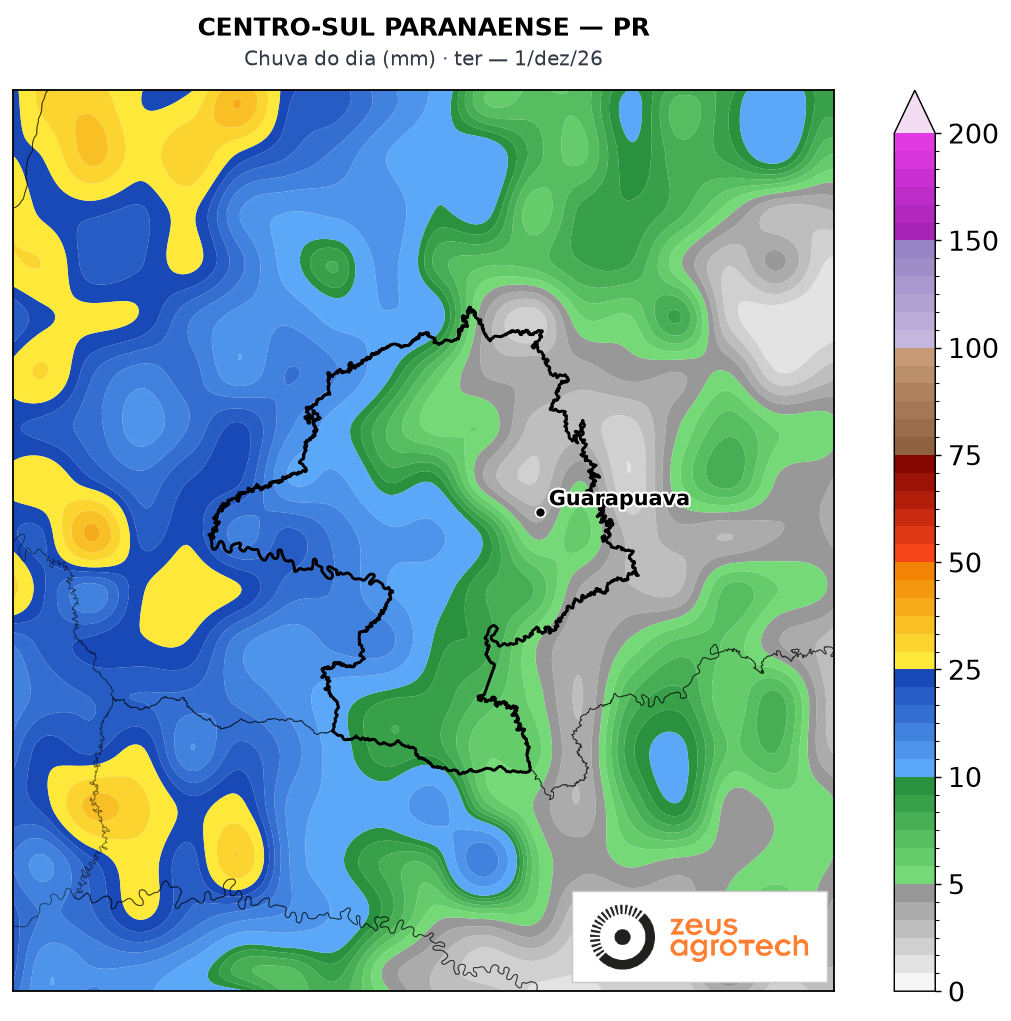 CENTRO-SUL PARANAENSE — PR
Chuva do dia (mm) · ter — 1/dez/26
200
150
100
75
50
25
10
5
0
Guarapuava
zeus
agrotech